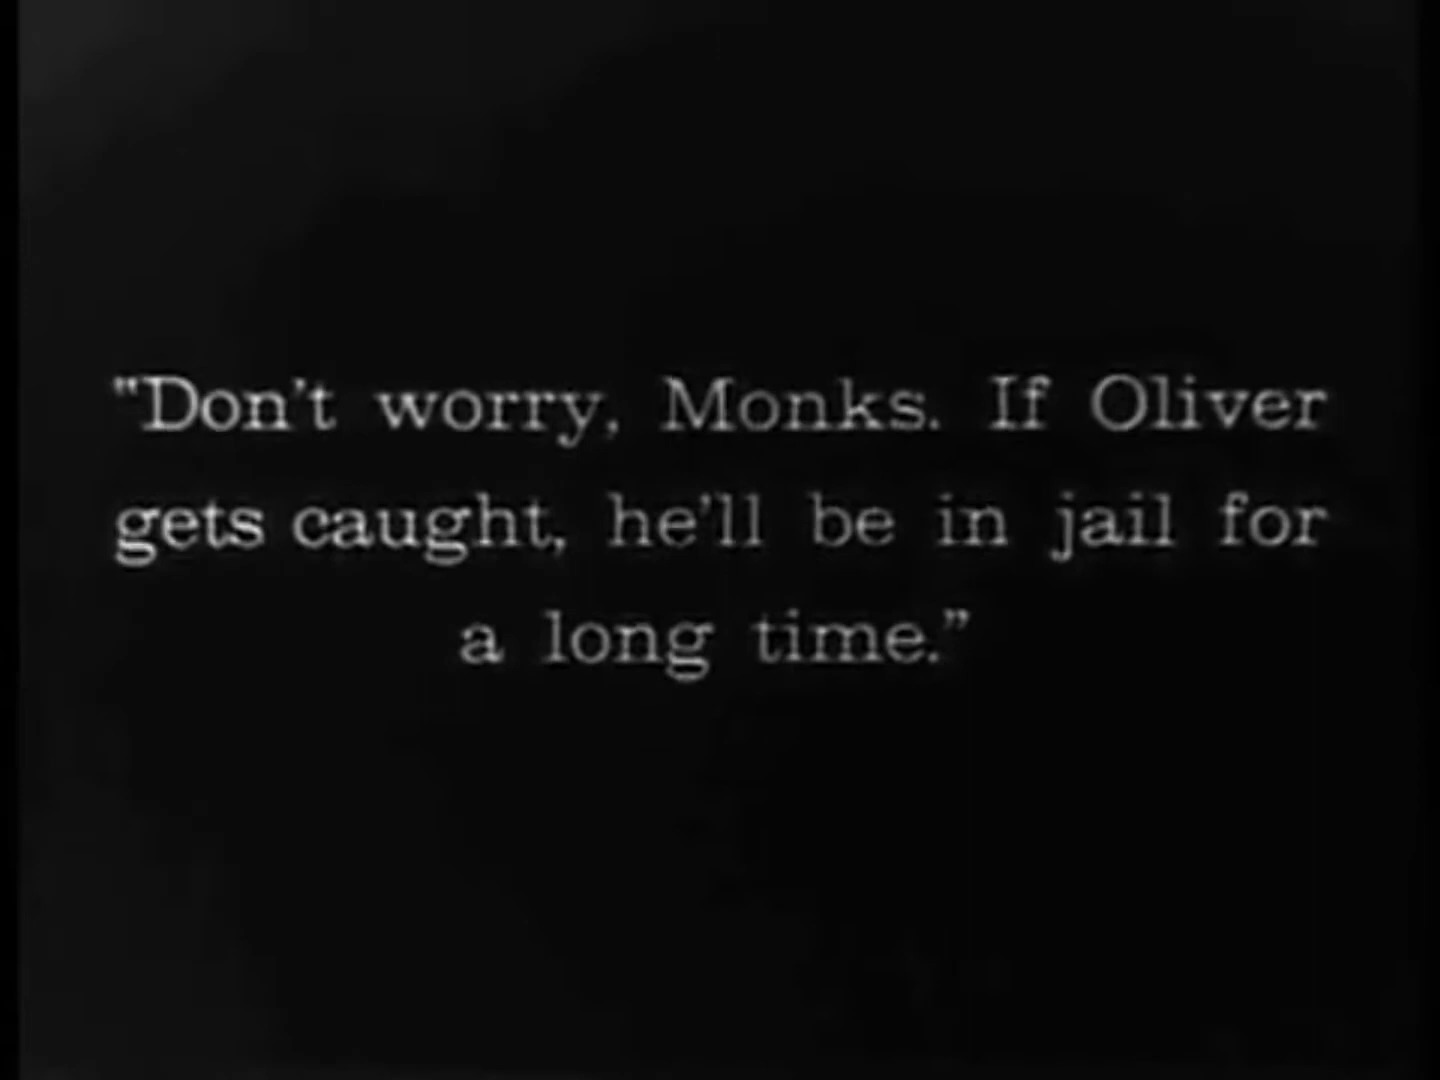 "Don't worry, Monks. If Oliver
gets caught, he'll be in jail for
a long time."